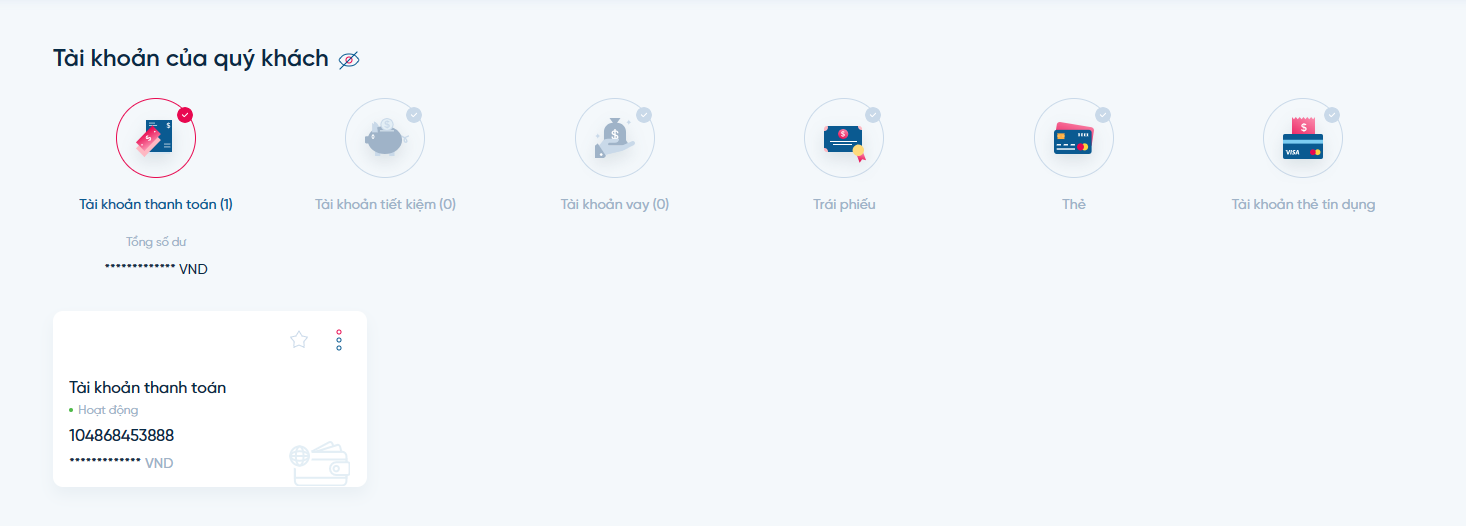 Tài khoản của quý khách
Tài khoản thanh toán (1)
Tài khoản tiết kiệm (0)
Tài khoản vay (0)
Trái phiếu
Thẻ
Tài khoản thẻ tín dụng
VISA
Tổng số dư
************* VND
Tài khoản thanh toán
Hoạt động
104868453888
************* VND